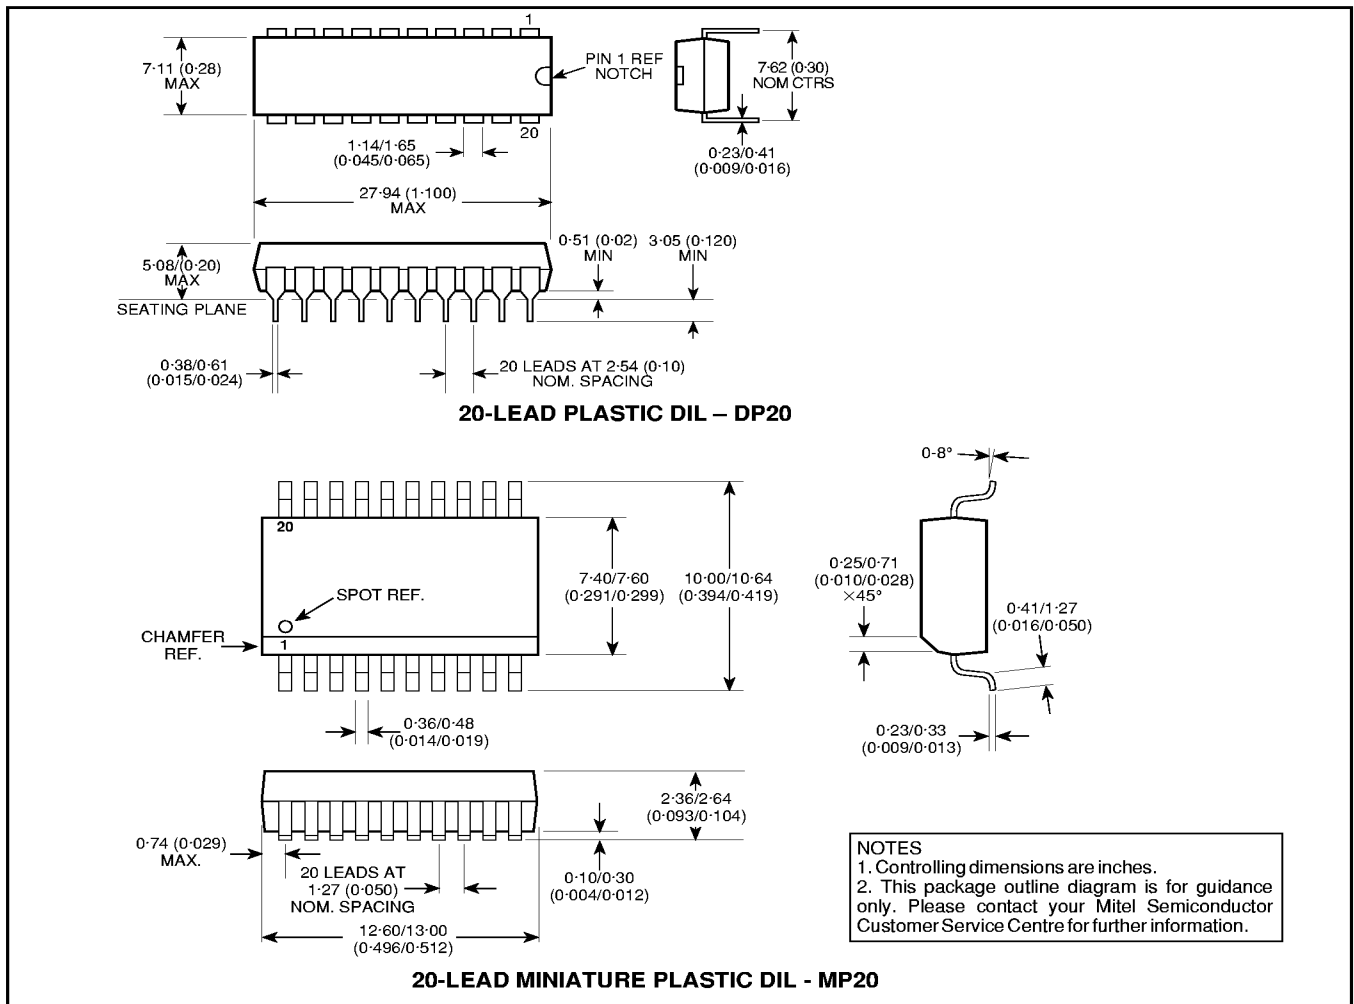 1
7·11 (0·28)
MAX
PIN 1 REF
NOTCH
7·62 (0·30)
NOM CTRS
20
1·14/1·65
(0·045/0·065)
0·23/0·41
(0·009/0·016)
27·94 (1·100)
MAX
5·08/(0·20)
MAX
0·51 (0·02)
MIN
3·05 (0·120)
MIN
SEATING PLANE
0·38/0·61
(0·015/0·024)
20 LEADS AT 2·54 (0·10)
NOM. SPACING
20-LEAD PLASTIC DIL – DP20
0-8°
20
7·40/7·60
(0·291/0·299)
10·00/10·64
(0·394/0·419)
0·25/0·71
(0·010/0·028)
×45°
SPOT REF.
0·41/1·27
(0·016/0·050)
CHAMFER
REF.
1
0·36/0·48
(0·014/0·019)
0·23/0·33
(0·009/0·013)
2·36/2·64
(0·093/0·104)
0·74 (0·029)
MAX.
20 LEADS AT
1·27 (0·050)
NOM. SPACING
0·10/0·30
(0·004/0·012)
12·60/13·00
(0·496/0·512)
NOTES
1. Controlling dimensions are inches.
2. This package outline diagram is for guidance
only. Please contact your Mitel Semiconductor
Customer Service Centre for further information.
20-LEAD MINIATURE PLASTIC DIL - MP20